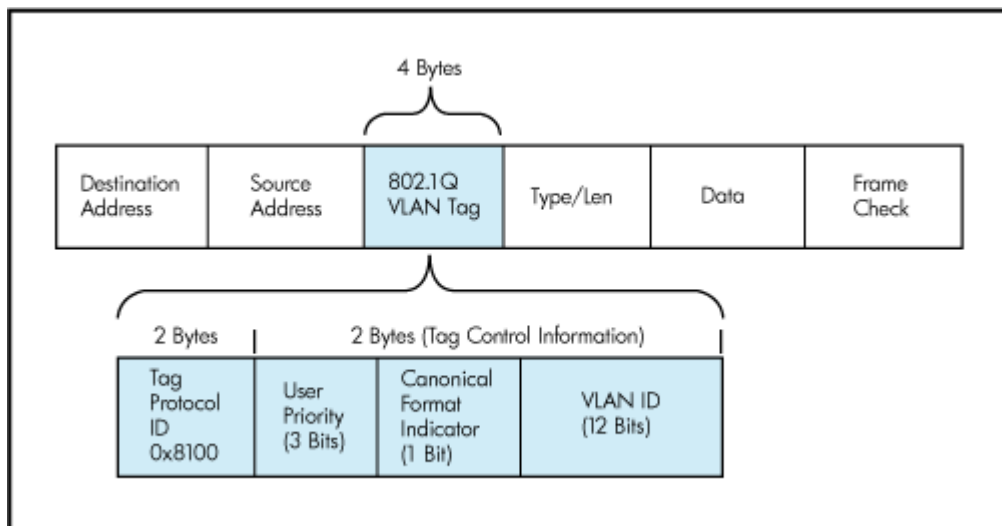 4 Bytes
Destination
Address
Source
Address
802.1Q
VLAN Tag
Type/Len
Data
Frame
Check
2 Bytes
2 Bytes (Tag Control Information)
Tag
Protocol
ID
0x8100
User
Priority
(3 Bits)
Canonical
Format
Indicator
(1 Bit)
VLAN ID
(12 Bits)